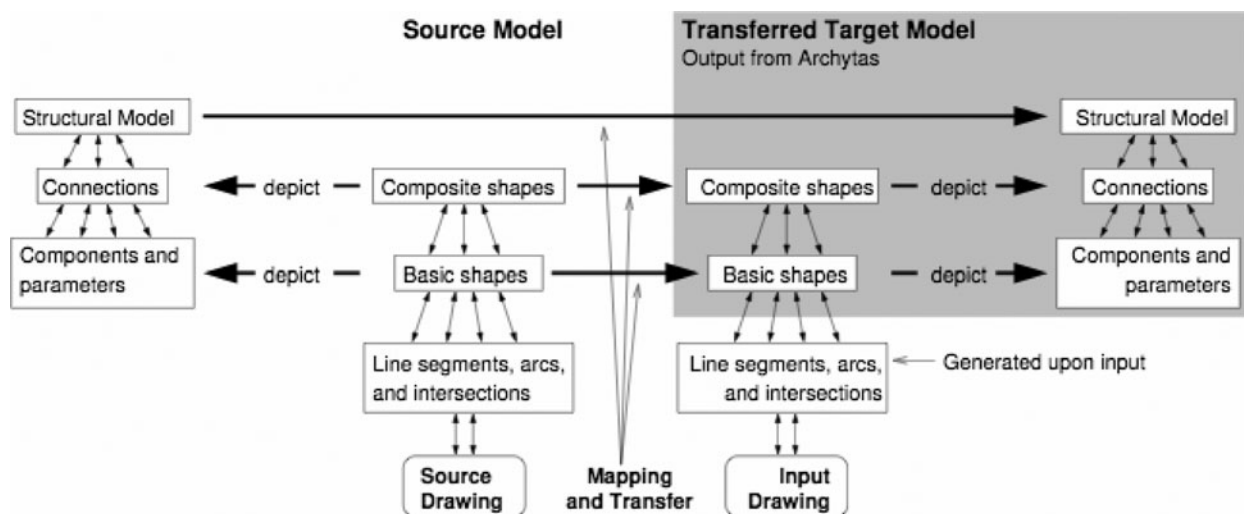 Source Model
Transferred Target Model
Output from Archytas
Structural Model
Structural Model
Connections
depict
Composite shapes
Composite shapes
depict
Connections
Components and
parameters
depict
Basic shapes
Basic shapes
depict
Components and
parameters
Line segments, arcs,
and intersections
Line segments, arcs,
and intersections
Generated upon input
Source
Drawing
Mapping
and Transfer
Input
Drawing